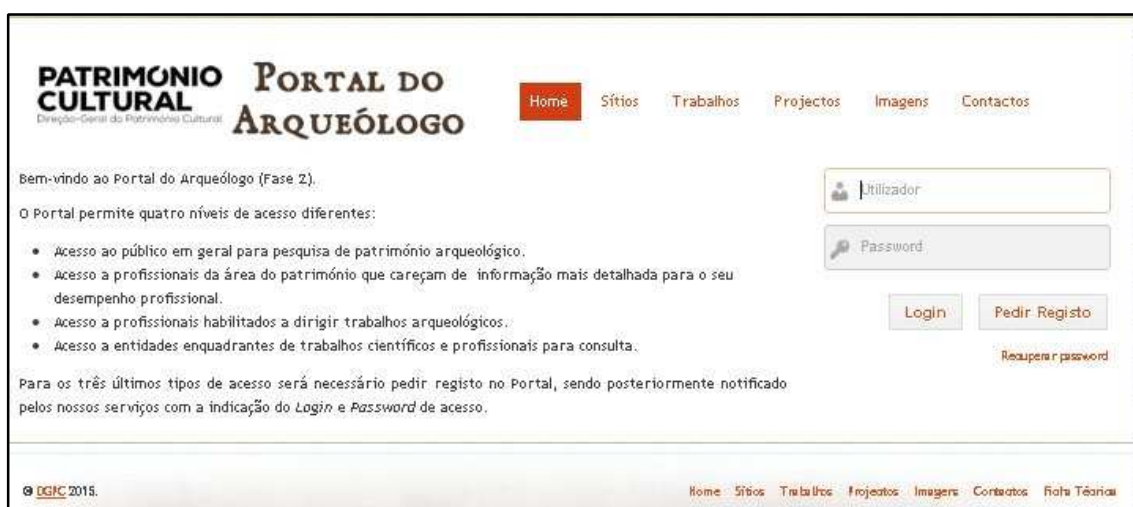 PATRIMÓNIO
CULTURAL
Direção-Geral do Património Cultural
PORTAL DO
ARQUEÓLOGO
Home Sítios Trabalhos Projectos Imagens Contactos
Bem-vindo ao Portal do Arqueólogo (Fase 2).
O Portal permite quatro níveis de acesso diferentes:
• Acesso ao público em geral para pesquisa de património arqueológico.
• Acesso a profissionais da área do património que careçam de informação mais detalhada para o seu
desempenho profissional.
• Acesso a profissionais habilitados a dirigir trabalhos arqueológicos.
• Acesso a entidades enquadrantes de trabalhos científicos e profissionais para consulta.
Para os três últimos tipos de acesso será necessário pedir registo no Portal, sendo posteriormente notificado
pelos nossos serviços com a indicação do Login e Password de acesso.
Utilizador
Password
Login Pedir Registo
Recuperar password
© DGPC 2015.
Home Sítios Trabalhos Projectos Imagens Contactos Ficha Técnica